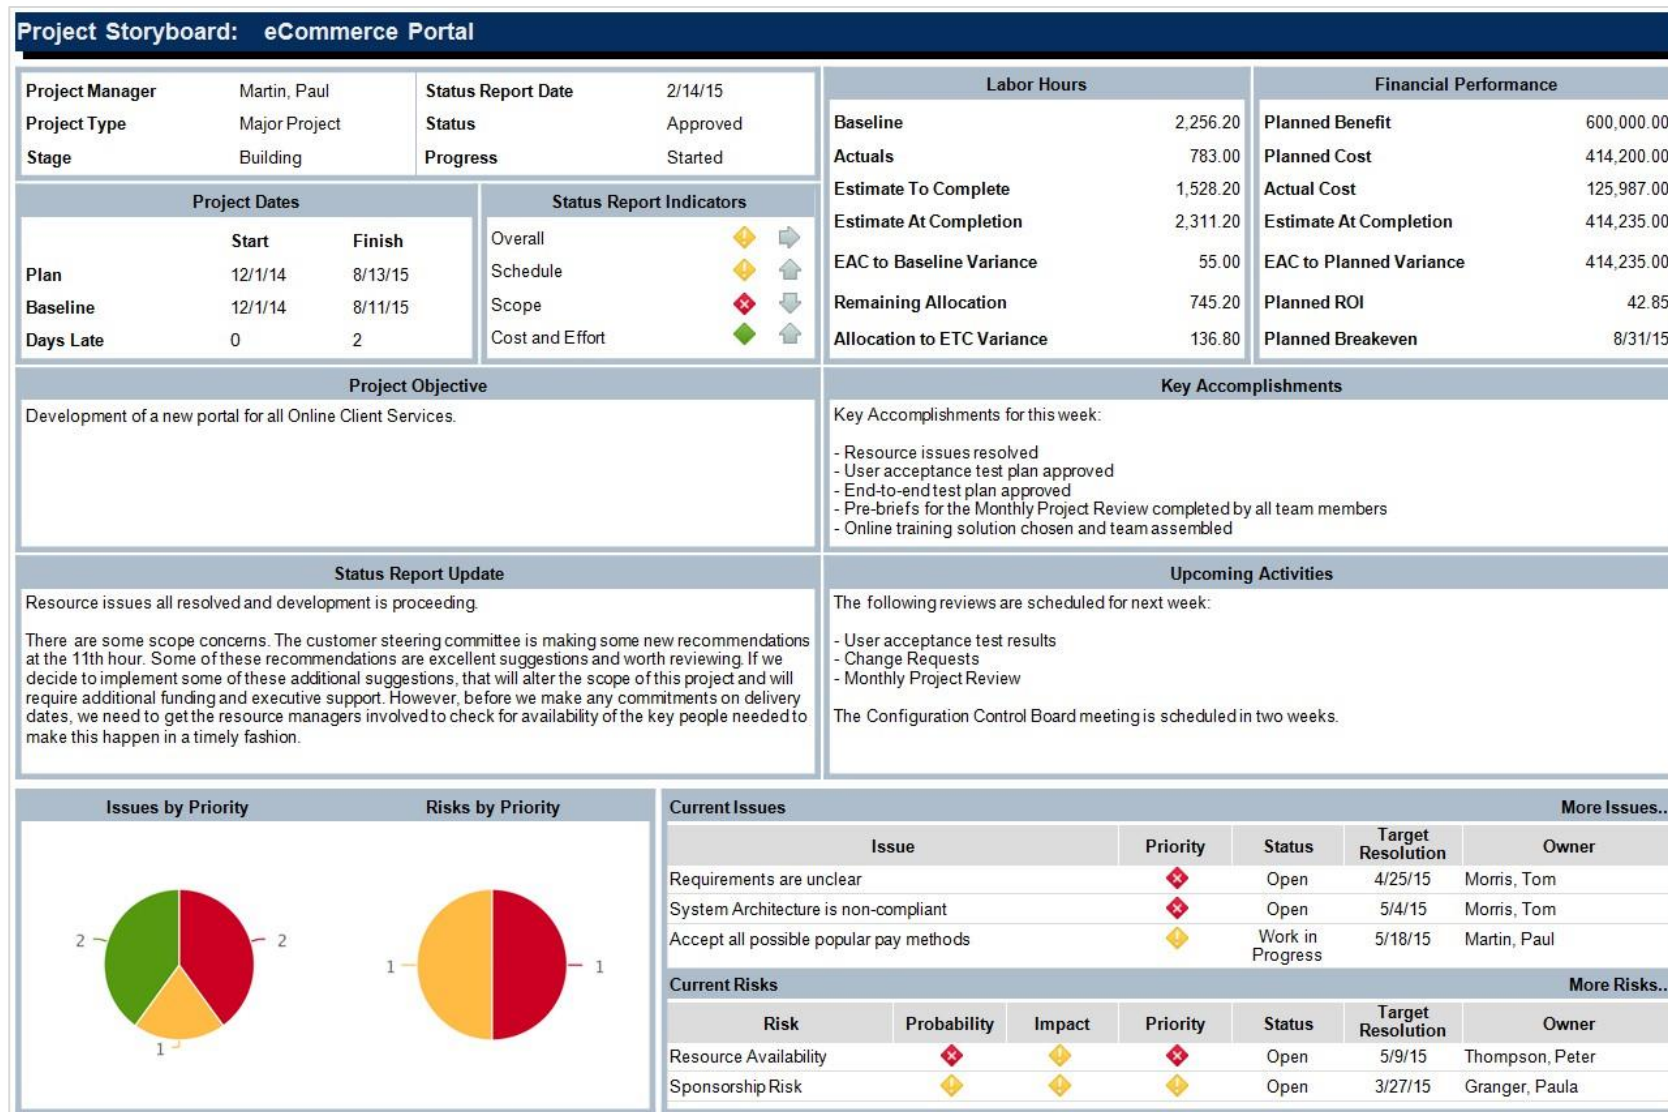 Project Storyboard: eCommerce Portal
Project Manager Martin, Paul Status Report Date 2/14/15
Project Type Major Project Status Approved
Stage Building Progress Started
Project Dates
Start Finish
Plan 12/1/14 8/13/15
Baseline 12/1/14 8/11/15
Days Late 0 2
Status Report Indicators
Overall
Schedule
Scope
Cost and Effort
Labor Hours
Baseline 2,256.20
Actuals 783.00
Estimate To Complete 1,528.20
Estimate At Completion 2,311.20
EAC to Baseline Variance 55.00
Remaining Allocation 745.20
Allocation to ETC Variance 136.80
Financial Performance
Planned Benefit 600,000.00
Planned Cost 414,200.00
Actual Cost 125,987.00
Estimate At Completion 414,235.00
EAC to Planned Variance 414,235.00
Planned ROI 42.85
Planned Breakeven 8/31/15
Project Objective
Development of a new portal for all Online Client Services.
Key Accomplishments
Key Accomplishments for this week:
- Resource issues resolved
- User acceptance test plan approved
- End-to-end test plan approved
- Pre-briefs for the Monthly Project Review completed by all team members
- Online training solution chosen and team assembled
Status Report Update
Resource issues all resolved and development is proceeding.
There are some scope concerns. The customer steering committee is making some new recommendations
at the 11th hour. Some of these recommendations are excellent suggestions and worth reviewing. If we
decide to implement some of these additional suggestions, that will alter the scope of this project and will
require additional funding and executive support. However, before we make any commitments on delivery
dates, we need to get the resource managers involved to check for availability of the key people needed to
make this happen in a timely fashion.
Upcoming Activities
The following reviews are scheduled for next week:
- User acceptance test results
- Change Requests
- Monthly Project Review
The Configuration Control Board meeting is scheduled in two weeks.
Issues by Priority
2
2
1
Risks by Priority
1
1
Current Issues More Issues..
Issue Priority Status Target Resolution Owner
Requirements are unclear Open 4/25/15 Morris, Tom
System Architecture is non-compliant Open 5/4/15 Morris, Tom
Accept all possible popular pay methods Work in Progress 5/18/15 Martin, Paul
Current Risks More Risks..
Risk Probability Impact Priority Status Target Resolution Owner
Resource Availability Open 5/9/15 Thompson, Peter
Sponsorship Risk Open 3/27/15 Granger, Paula